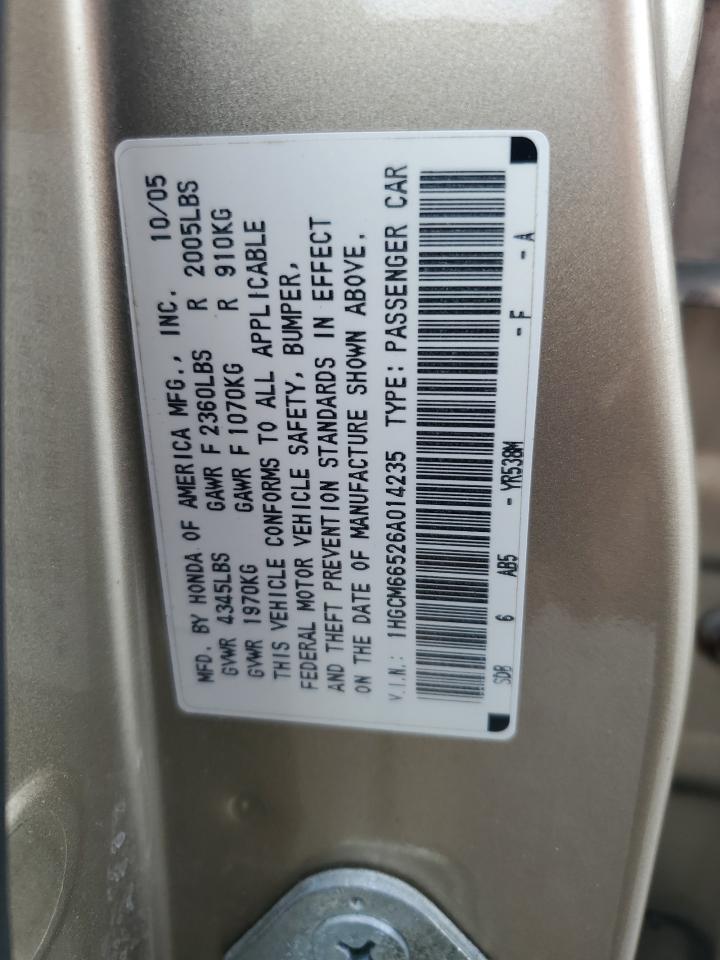 MFD. BY HONDA OF AMERICA MFG., INC. 10/05
GVWR 4345LBS GAWR F 2360LBS R 2005LBS
GVWR 1970KG GAWR F 1070KG R 910KG
THIS VEHICLE CONFORMS TO ALL APPLICABLE
FEDERAL MOTOR VEHICLE SAFETY, BUMPER,
AND THEFT PREVENTION STANDARDS IN EFFECT
ON THE DATE OF MANUFACTURE SHOWN ABOVE.
V.I.N.: 1HGCM66526A014235 TYPE: PASSENGER CAR
SDB 6 AB5 - YR538M - F - A